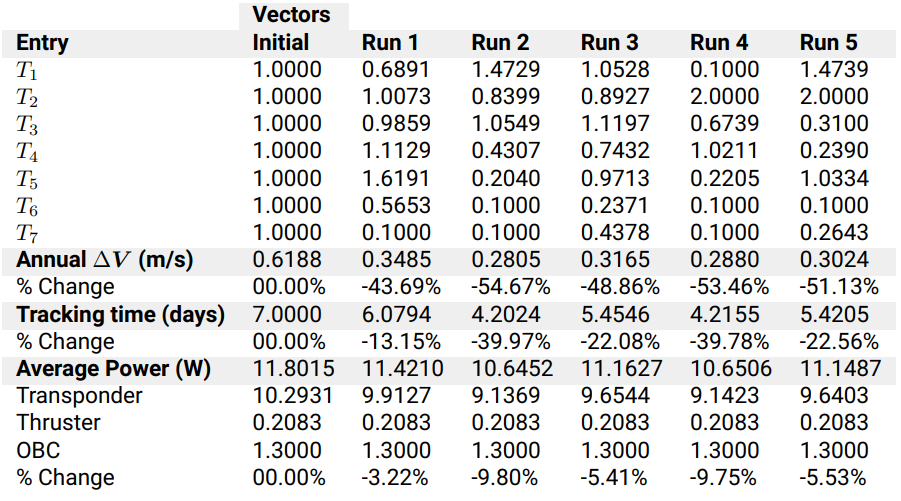 Vectors
Entry Initial Run 1 Run 2 Run 3 Run 4 Run 5
T₁ 1.0000 0.6891 1.4729 1.0528 0.1000 1.4739
T₂ 1.0000 1.0073 0.8399 0.8927 2.0000 2.0000
T₃ 1.0000 0.9859 1.0549 1.1197 0.6739 0.3100
T₄ 1.0000 1.1129 0.4307 0.7432 1.0211 0.2390
T₅ 1.0000 1.6191 0.2040 0.9713 0.2205 1.0334
T₆ 1.0000 0.5653 0.1000 0.2371 0.1000 0.1000
T₇ 1.0000 0.1000 0.1000 0.4378 0.1000 0.2643
Annual ΔV (m/s) 0.6188 0.3485 0.2805 0.3165 0.2880 0.3024
% Change 00.00% -43.69% -54.67% -48.86% -53.46% -51.13%
Tracking time (days) 7.0000 6.0794 4.2024 5.4546 4.2155 5.4205
% Change 00.00% -13.15% -39.97% -22.08% -39.78% -22.56%
Average Power (W) 11.8015 11.4210 10.6452 11.1627 10.6506 11.1487
Transponder 10.2931 9.9127 9.1369 9.6544 9.1423 9.6403
Thruster 0.2083 0.2083 0.2083 0.2083 0.2083 0.2083
OBC 1.3000 1.3000 1.3000 1.3000 1.3000 1.3000
% Change 00.00% -3.22% -9.80% -5.41% -9.75% -5.53%